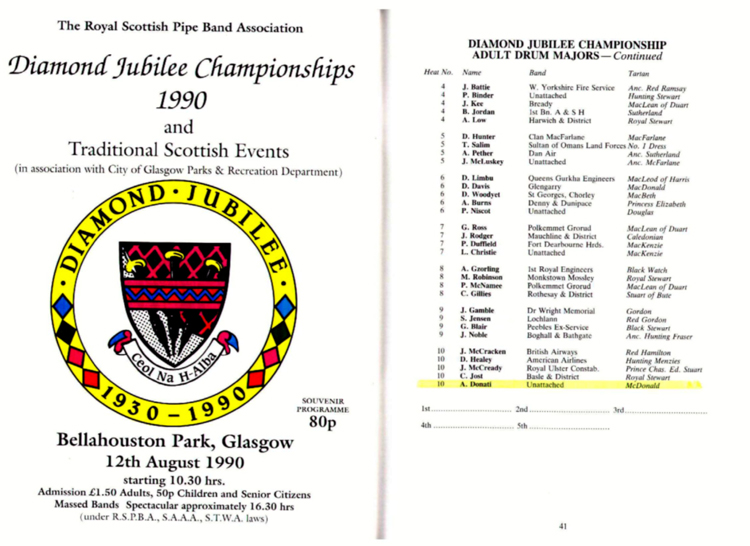 The Royal Scottish Pipe Band Association
Diamond Jubilee Championships
1990
and
Traditional Scottish Events
(in association with City of Glasgow Parks & Recreation Department)
DIAMOND · JUBILEE ·
Ceol Na H-Alba
1930 – 1990
SOUVENIR
PROGRAMME
80p
Bellahouston Park, Glasgow
12th August 1990
starting 10.30 hrs.
Admission £1.50 Adults, 50p Children and Senior Citizens
Massed Bands Spectacular approximately 16.30 hrs
(under R.S.P.B.A., S.A.A.A., S.T.W.A. laws)
DIAMOND JUBILEE CHAMPIONSHIP
ADULT DRUM MAJORS — Continued
Heat No. Name Band Tartan
4 J. Battie W. Yorkshire Fire Service Anc. Red Ramsay
4 P. Binder Unattached Hunting Stewart
4 J. Kee Bready MacLean of Duart
4 B. Jordan 1st Bn. A & S H Sutherland
4 A. Low Harwich & District Royal Stewart
5 D. Hunter Clan MacFarlane MacFarlane
5 T. Salim Sultan of Omans Land Forces No. 1 Dress
5 A. Pether Dan Air Anc. Sutherland
5 J. McLuskey Unattached Anc. McFarlane
6 D. Limbu Queens Gurkha Engineers MacLeod of Harris
6 D. Davis Glengarry MacDonald
6 D. Woodyet St Georges, Chorley MacBeth
6 A. Burns Denny & Dunipace Princess Elizabeth
6 P. Niscot Unattached Douglas
7 G. Ross Polkemmet Grorud MacLean of Duart
7 J. Rodger Mauchline & District Caledonian
7 P. Duffield Fort Dearbourne Heds. MacKenzie
7 L. Christie Unattached MacKenzie
8 A. Gzorling 1st Royal Engineers Black Watch
8 M. Robinson Monkstown Mossley Royal Stewart
8 P. McNamee Polkemmet Grorud MacLean of Duart
8 C. Gillies Rothesay & District Stuart of Bute
9 J. Gamble Dr Wright Memorial Gordon
9 S. Jensen Lochlann Red Gordon
9 G. Blair Peebles Ex-Service Black Stewart
9 J. Noble Boghall & Bathgate Anc. Hunting Fraser
10 J. McCracken British Airways Red Hamilton
10 D. Healey American Airlines Hunting Menzies
10 J. McCready Royal Ulster Constab. Prince Chas. Ed. Stuart
10 C. Jost Basle & District Royal Stewart
10 A. Donati Unattached McDonald
1st.............................. 2nd.............................. 3rd..............................
4th.............................. 5th..............................
41